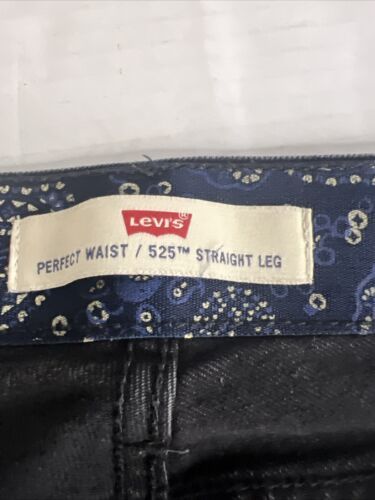 LEVI'S®
PERFECT WAIST / 525™ STRAIGHT LEG